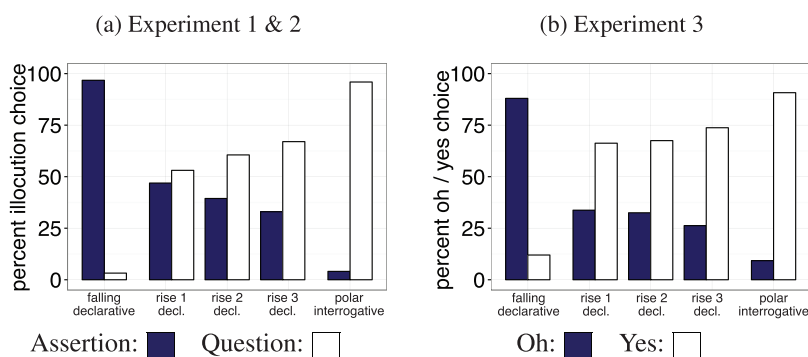 (a) Experiment 1 & 2
percent illocution choice
100
75
50
25
0
falling declarative
rise 1 decl.
rise 2 decl.
rise 3 decl.
polar interrogative
Assertion: Question:
(b) Experiment 3
percent oh / yes choice
100
75
50
25
0
falling declarative
rise 1 decl.
rise 2 decl.
rise 3 decl.
polar interrogative
Oh: Yes: